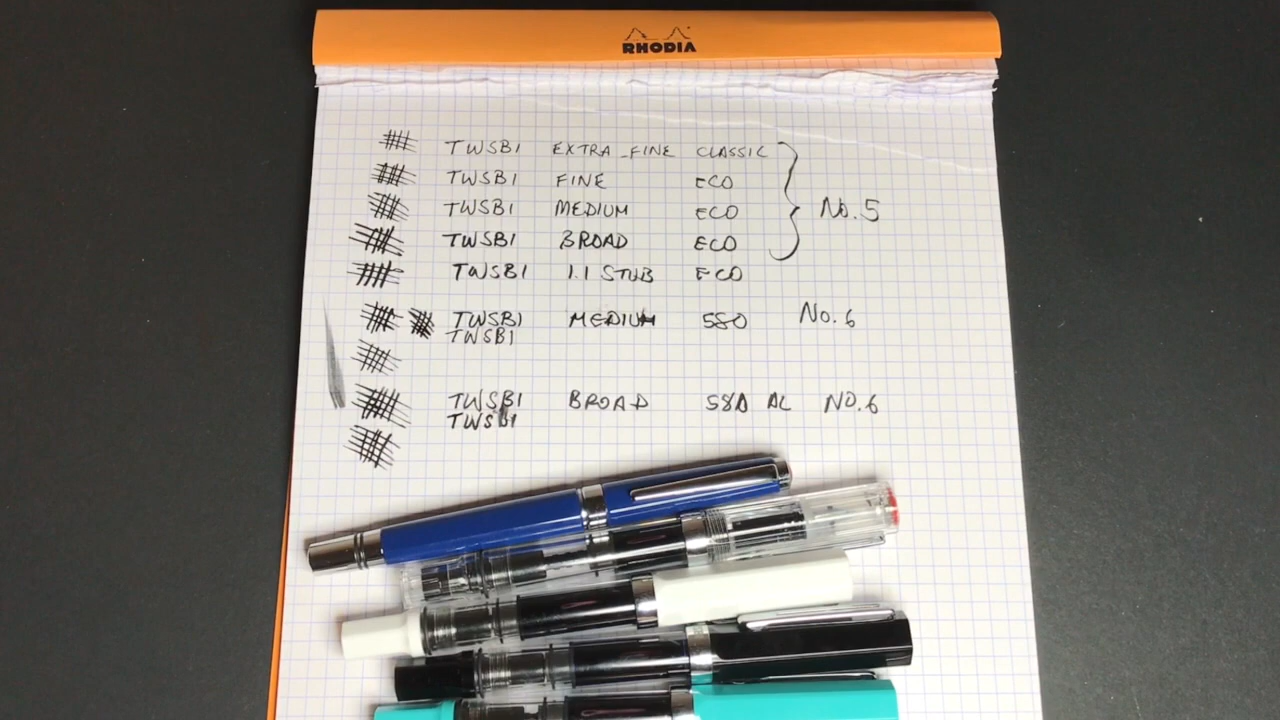 RHODIA
TWSBI EXTRA FINE CLASSIC
TWSBI FINE ECO
TWSBI MEDIUM ECO
No. 5
TWSBI BROAD ECO
TWSBI 1.1 STUB ECO
TWSBI MEDIUM 580 No. 6
TWSBI
TWSBI BROAD 580 AL NO. 6
TWSBI